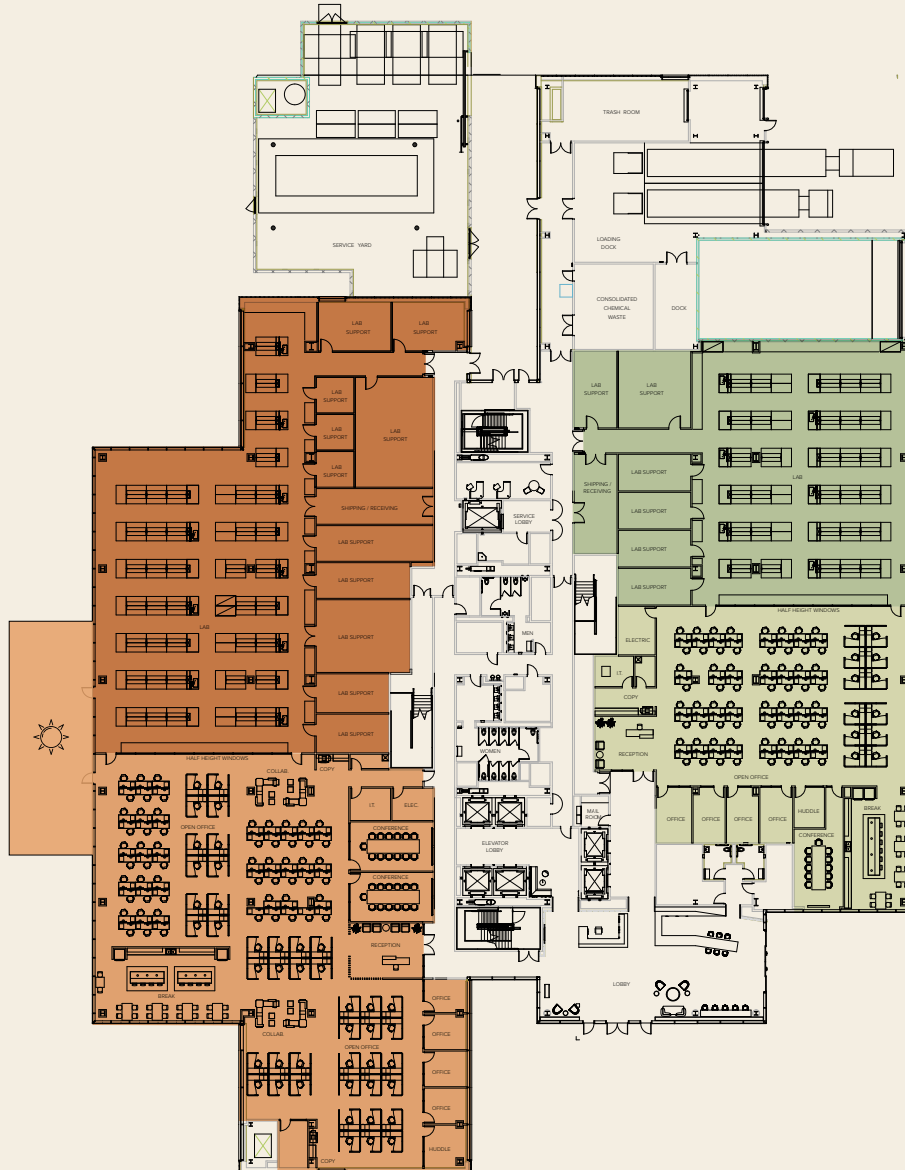 TRASH ROOM
SERVICE YARD
LOADING
DOCK
CONSOLIDATED
CHEMICAL
WASTE
DOCK
LAB
SUPPORT
LAB
SUPPORT
LAB
SUPPORT
LAB
SUPPORT
LAB
SUPPORT
LAB
SUPPORT
LAB
SUPPORT
LAB
SUPPORT
SHIPPING / RECEIVING
LAB SUPPORT
LAB SUPPORT
LAB
LAB SUPPORT
LAB SUPPORT
LAB SUPPORT
SERVICE
LOBBY
MEN
WOMEN
SHIPPING /
RECEIVING
LAB SUPPORT
LAB SUPPORT
LAB SUPPORT
LAB SUPPORT
LAB
HALF HEIGHT WINDOWS
ELECTRIC
I.T.
COPY
RECEPTION
OPEN OFFICE
HALF HEIGHT WINDOWS
COPY
COLLAB.
OPEN OFFICE
I.T.
ELEC.
CONFERENCE
CONFERENCE
RECEPTION
BREAK
MAIL
ROOM
ELEVATOR
LOBBY
OFFICE
OFFICE
OFFICE
OFFICE
HUDDLE
CONFERENCE
BREAK
LOBBY
COLLAB.
OPEN OFFICE
OFFICE
OFFICE
OFFICE
OFFICE
HUDDLE
COPY